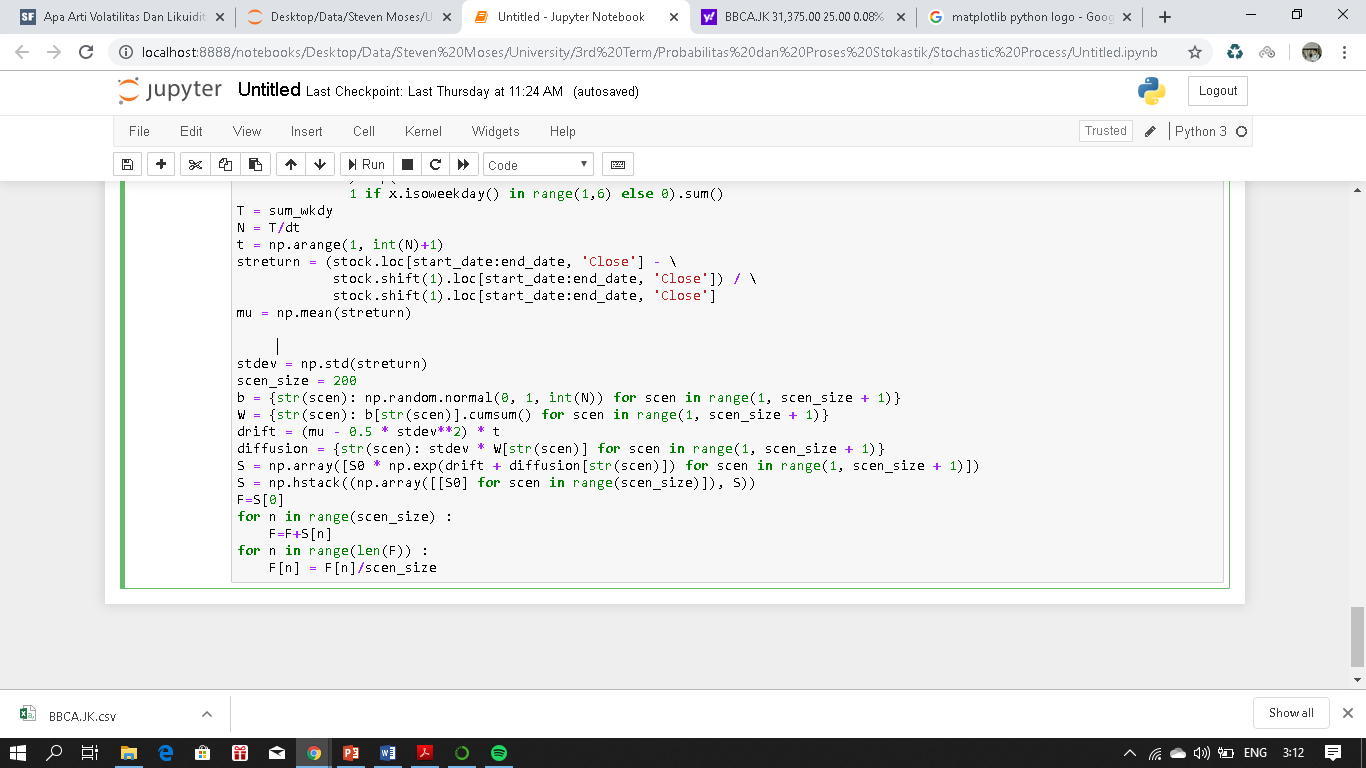 Apa Arti Volatilitas Dan Likuidit
Desktop/Data/Steven Moses/U
Untitled - Jupyter Notebook
BBCA.JK 31,375.00 25.00 0.08%
matplotlib python logo - Goog
localhost:8888/notebooks/Desktop/Data/Steven%20Moses/University/3rd%20Term/Probabilitas%20dan%20Proses%20Stokastik/Stochastic%20Process/Untitled.ipynb
jupyter Untitled Last Checkpoint: Last Thursday at 11:24 AM (autosaved)
Logout
File Edit View Insert Cell Kernel Widgets Help
Trusted Python 3
Run Code
1 if x.isoweekday() in range(1,6) else 0).sum()
T = sum_wkdy
N = T/dt
t = np.arange(1, int(N)+1)
streturn = (stock.loc[start_date:end_date, 'Close'] - \
stock.shift(1).loc[start_date:end_date, 'Close']) / \
stock.shift(1).loc[start_date:end_date, 'Close']
mu = np.mean(streturn)
stdev = np.std(streturn)
scen_size = 200
b = {str(scen): np.random.normal(0, 1, int(N)) for scen in range(1, scen_size + 1)}
W = {str(scen): b[str(scen)].cumsum() for scen in range(1, scen_size + 1)}
drift = (mu - 0.5 * stdev**2) * t
diffusion = {str(scen): stdev * W[str(scen)] for scen in range(1, scen_size + 1)}
S = np.array([S0 * np.exp(drift + diffusion[str(scen)]) for scen in range(1, scen_size + 1)])
S = np.hstack((np.array([[S0] for scen in range(scen_size)]), S))
F=S[0]
for n in range(scen_size) :
F=F+S[n]
for n in range(len(F)) :
F[n] = F[n]/scen_size
BBCA.JK.csv
Show all
ENG 3:12